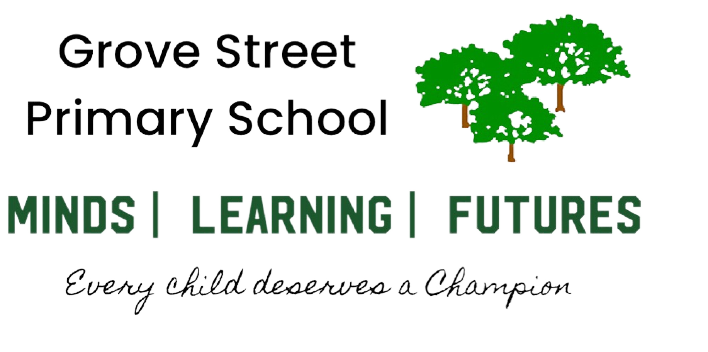 Grove Street
Primary School
MINDS | LEARNING | FUTURES
Every child deserves a Champion